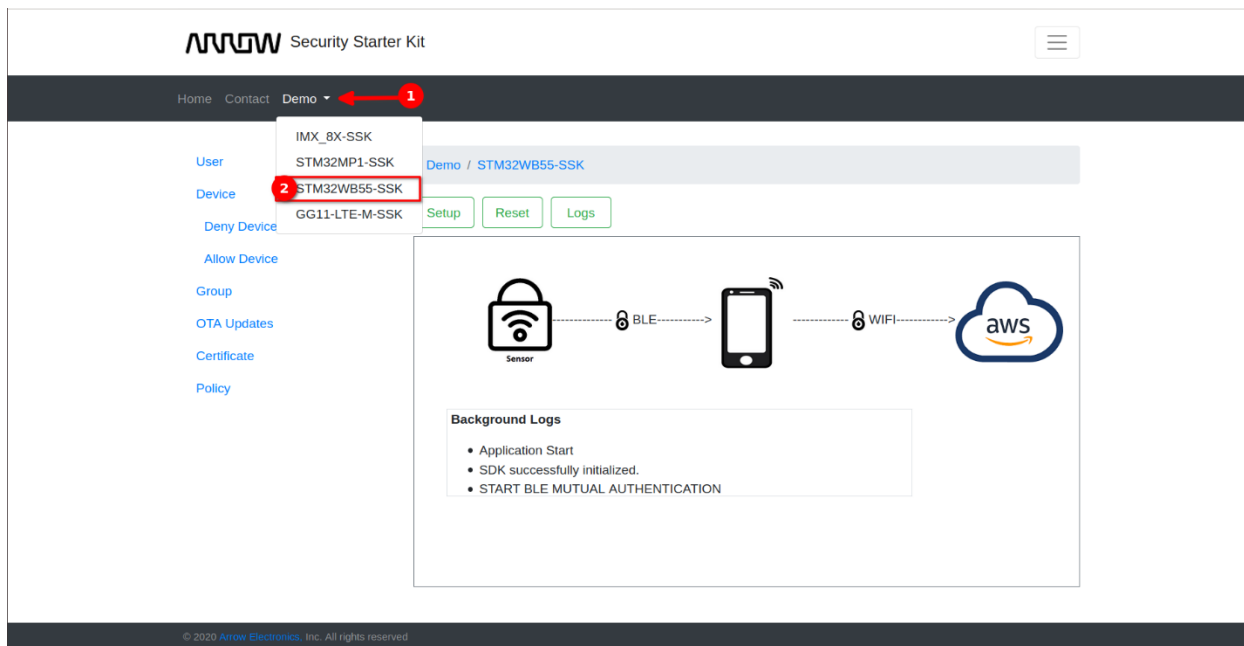 ARROW Security Starter Kit
Home Contact Demo 1
IMX_8X-SSK
STM32MP1-SSK
2 STM32WB55-SSK
GG11-LTE-M-SSK
User
Device
Deny Device
Allow Device
Group
OTA Updates
Certificate
Policy
Demo / STM32WB55-SSK
Setup Reset Logs
Sensor
BLE
WIFI
aws
Background Logs
Application Start
SDK successfully initialized.
START BLE MUTUAL AUTHENTICATION
© 2020 Arrow Electronics, Inc. All rights reserved